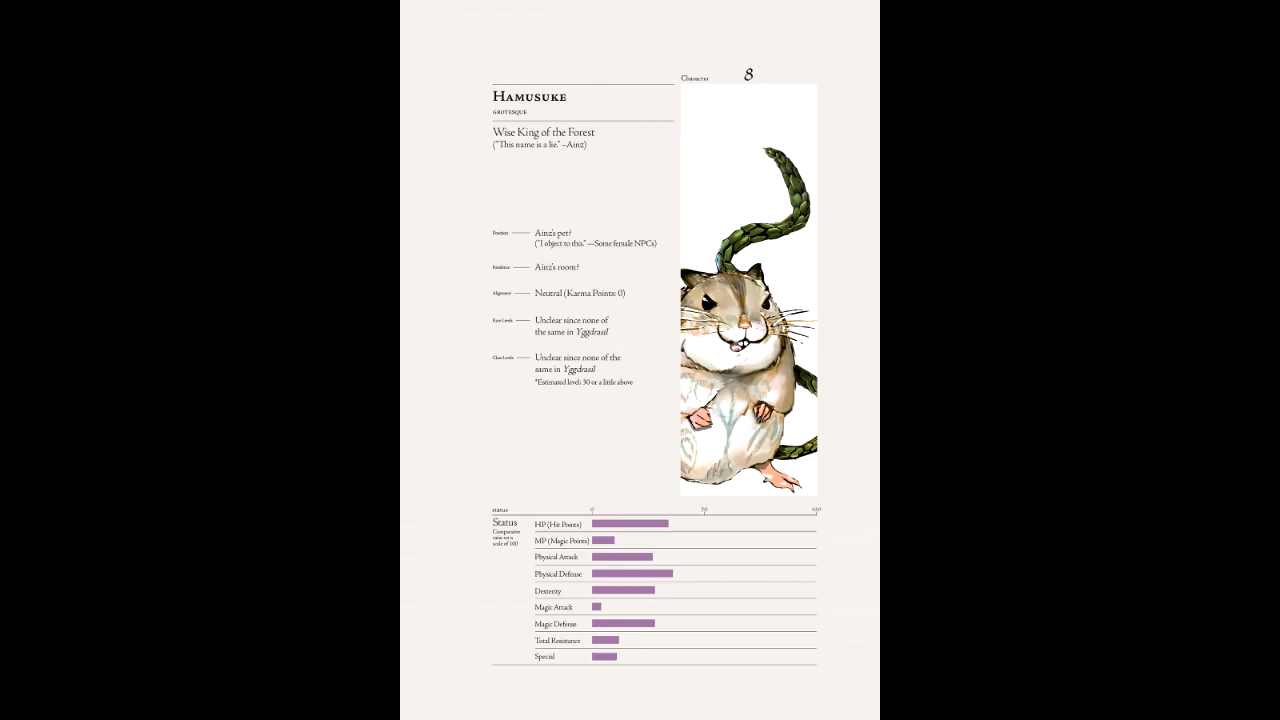 Character 8
HAMUSUKE
GROTESQUE
Wise King of the Forest
("This name is a lie." –Ainz)
Position
Ainz's pet?
("I object to this." —Some female NPCs)
Residence
Ainz's room?
Alignment
Neutral (Karma Points: 0)
Race Levels
Unclear since none of
the same in Yggdrasil
Class Levels
Unclear since none of the
same in Yggdrasil
*Estimated level: 30 or a little above
status 0 50 100
Status
Comparative
ratio on a
scale of 100
HP (Hit Points)
MP (Magic Points)
Physical Attack
Physical Defense
Dexterity
Magic Attack
Magic Defense
Total Resistance
Special